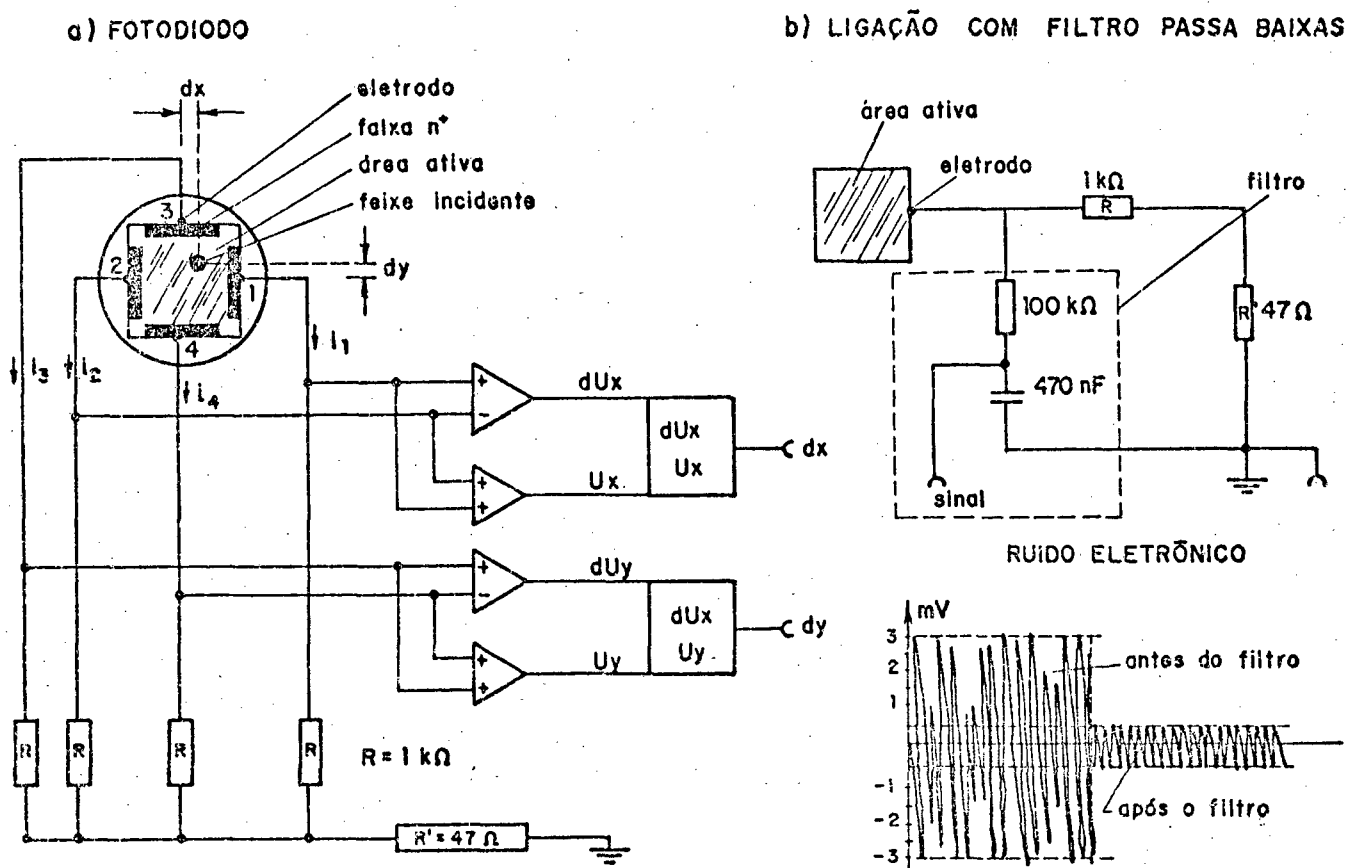 a) FOTODIODO
dx
eletrodo
faixa n⁺
área ativa
feixe incidente
3
2
1
4
dy
i₃
i₂
i₄
i₁
+
-
dUx
+
+
Ux
dUx
Ux
dx
+
-
dUy
+
+
Uy
dUx
Uy
dy
R
R
R
R
R = 1 kΩ
R' = 47 Ω
b) LIGAÇÃO COM FILTRO PASSA BAIXAS
área ativa
eletrodo
1 kΩ
R
filtro
100 kΩ
R' 47 Ω
470 nF
sinal
RUÍDO ELETRÔNICO
mV
3
2
1
-1
-2
-3
antes do filtro
após o filtro